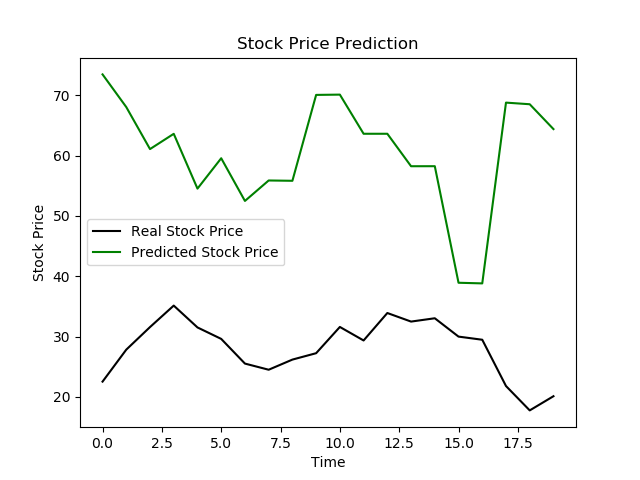 Stock Price Prediction
Stock Price
70
60
50
40
30
20
Real Stock Price
Predicted Stock Price
0.0 2.5 5.0 7.5 10.0 12.5 15.0 17.5
Time